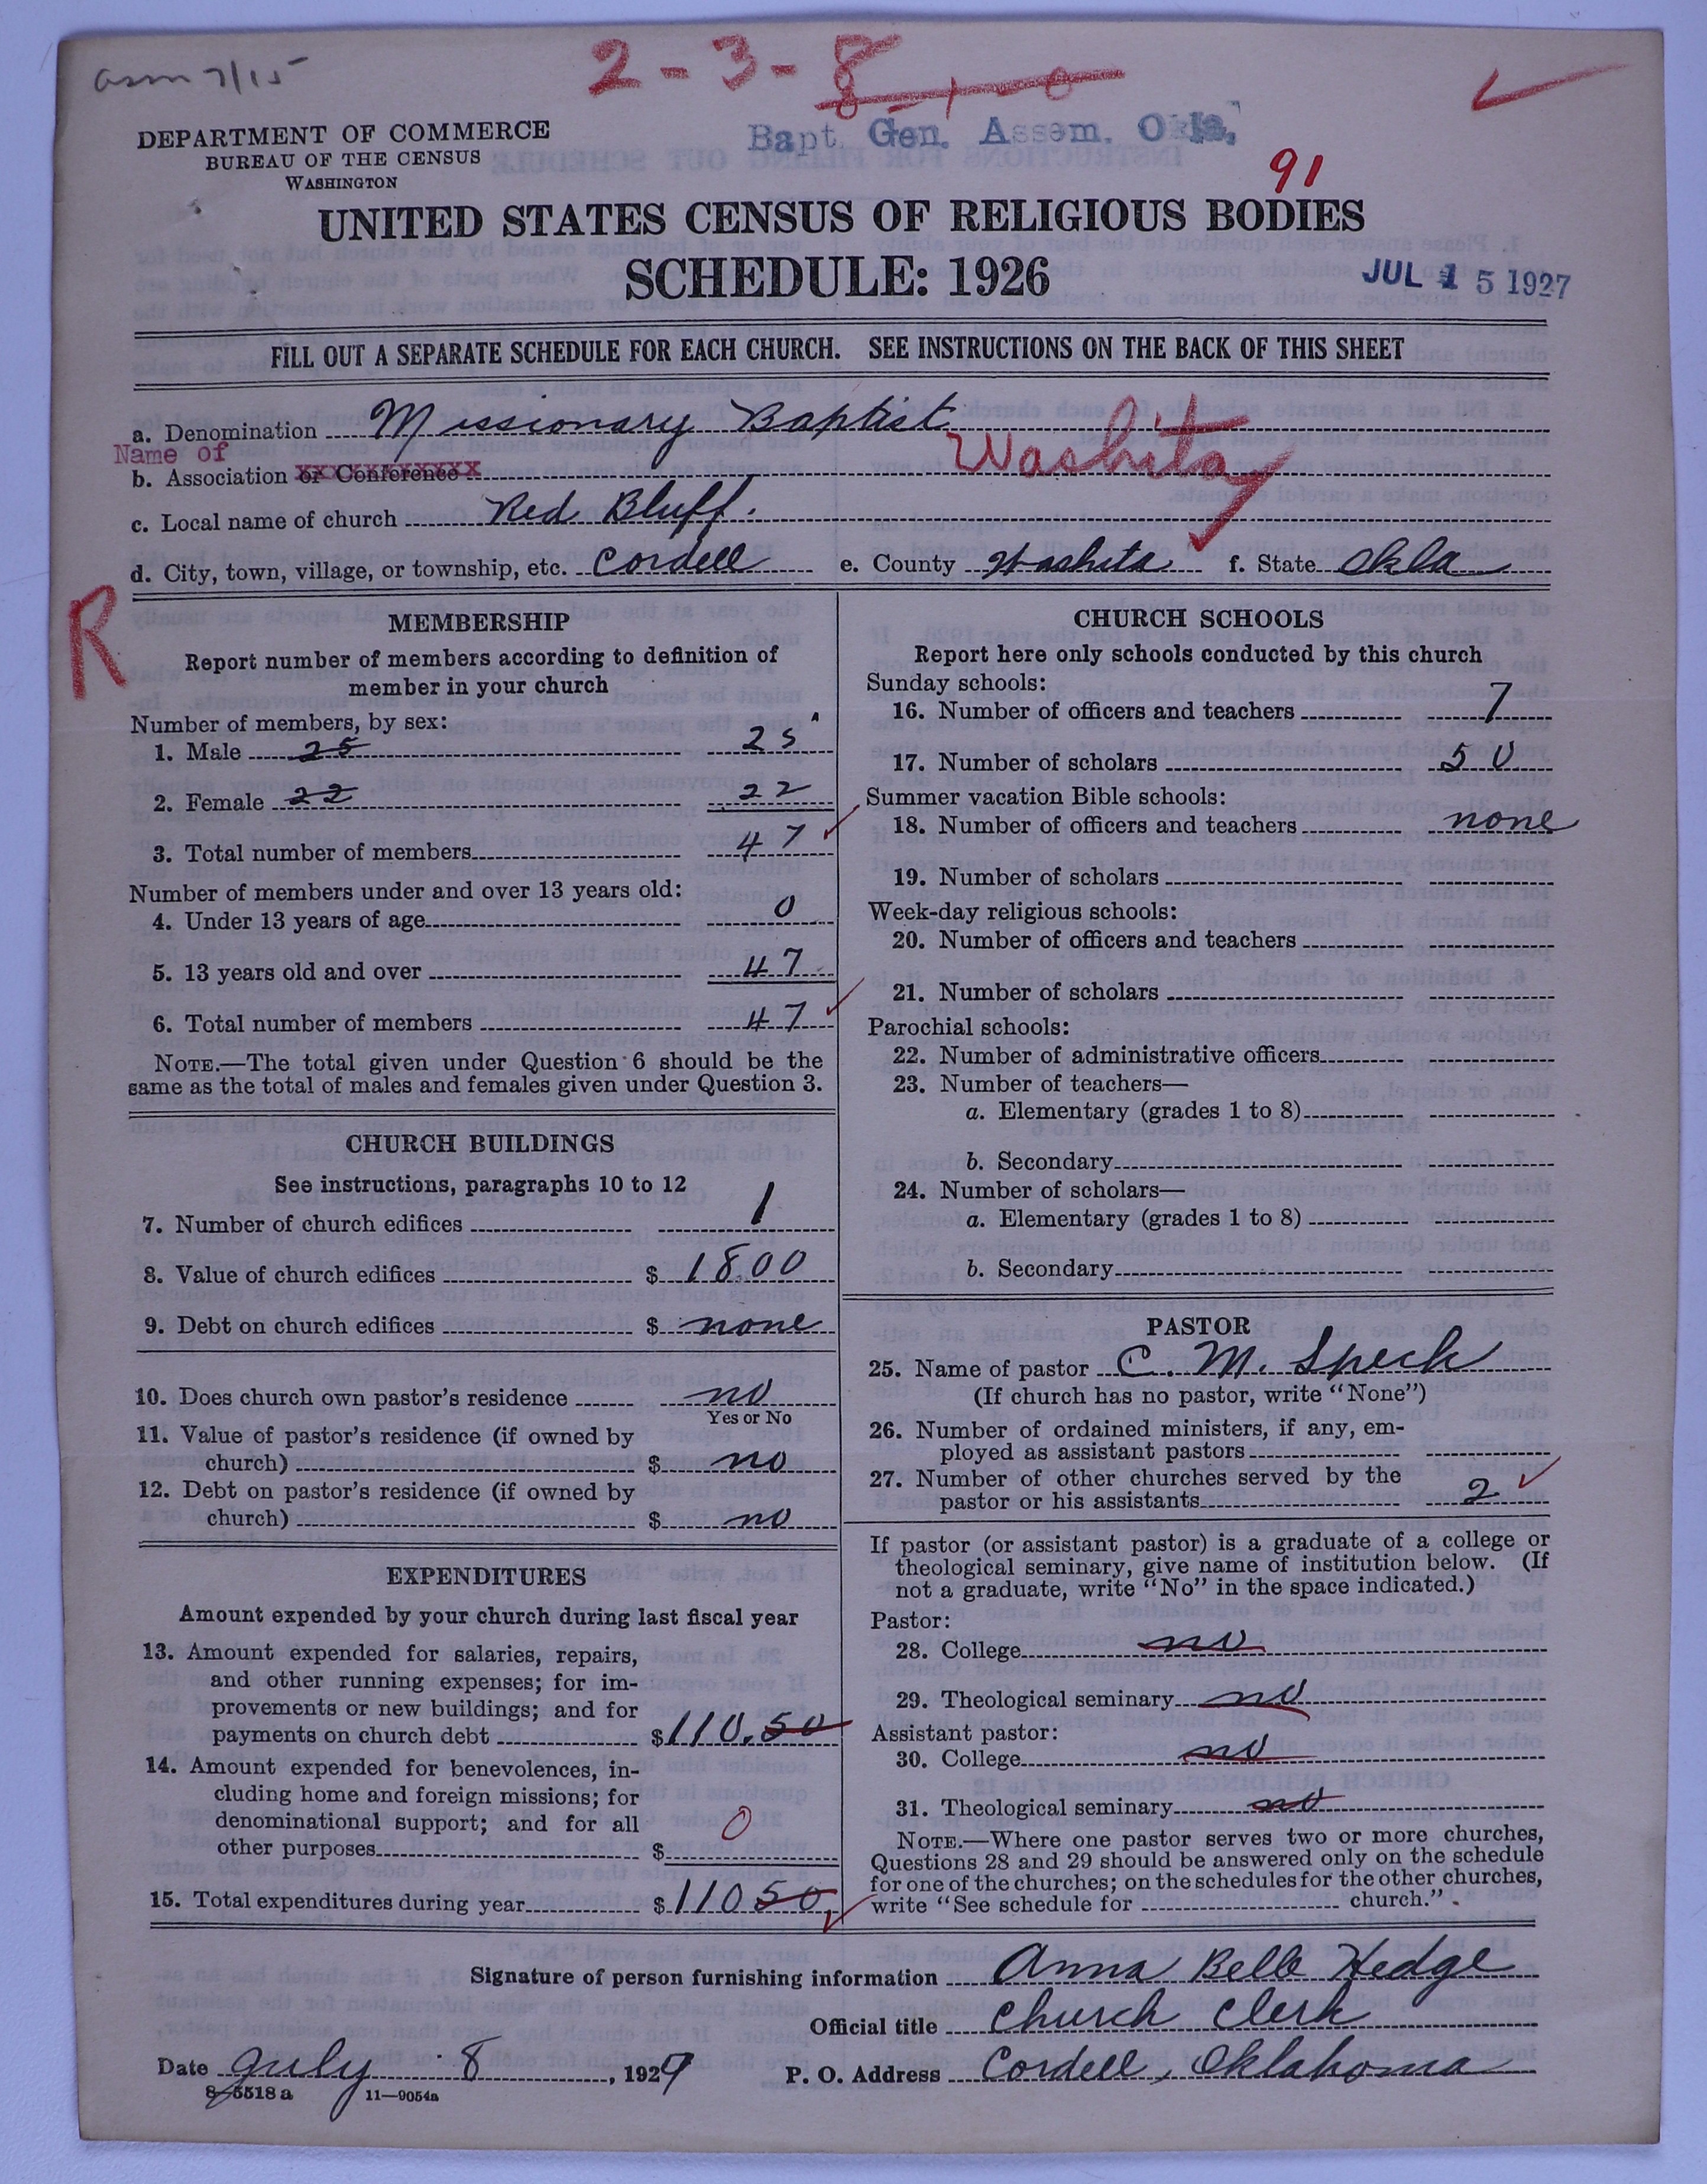 asm 7/15
2-3-8
Bapt. Gen. Assem. Okla.
DEPARTMENT OF COMMERCE
BUREAU OF THE CENSUS
WASHINGTON
91
UNITED STATES CENSUS OF RELIGIOUS BODIES
SCHEDULE: 1926
JUL 15 1927
FILL OUT A SEPARATE SCHEDULE FOR EACH CHURCH. SEE INSTRUCTIONS ON THE BACK OF THIS SHEET
a. Denomination Missionary Baptist
Name of
b. Association or Conference Washita
c. Local name of church Red Bluff.
d. City, town, village, or township, etc. Cordell e. County Washita f. State Okla
R
MEMBERSHIP
Report number of members according to definition of
member in your church
Number of members, by sex:
1. Male 25 25
2. Female 22 22
3. Total number of members 47
Number of members under and over 13 years old:
4. Under 13 years of age 0
5. 13 years old and over 47
6. Total number of members 47
NOTE.—The total given under Question 6 should be the
same as the total of males and females given under Question 3.
CHURCH BUILDINGS
See instructions, paragraphs 10 to 12
7. Number of church edifices 1
8. Value of church edifices $ 1800
9. Debt on church edifices $ none
10. Does church own pastor's residence no
Yes or No
11. Value of pastor's residence (if owned by
church) $ no
12. Debt on pastor's residence (if owned by
church) $ no
EXPENDITURES
Amount expended by your church during last fiscal year
13. Amount expended for salaries, repairs,
and other running expenses; for im-
provements or new buildings; and for
payments on church debt $ 110.50
14. Amount expended for benevolences, in-
cluding home and foreign missions; for
denominational support; and for all
other purposes $ 0
15. Total expenditures during year $ 110 50
CHURCH SCHOOLS
Report here only schools conducted by this church
Sunday schools:
16. Number of officers and teachers 7
17. Number of scholars 50
Summer vacation Bible schools:
18. Number of officers and teachers none
19. Number of scholars
Week-day religious schools:
20. Number of officers and teachers
21. Number of scholars
Parochial schools:
22. Number of administrative officers
23. Number of teachers—
a. Elementary (grades 1 to 8)
b. Secondary
24. Number of scholars—
a. Elementary (grades 1 to 8)
b. Secondary
PASTOR
25. Name of pastor C. M. Speck
(If church has no pastor, write "None")
26. Number of ordained ministers, if any, em-
ployed as assistant pastors
27. Number of other churches served by the
pastor or his assistants 2
If pastor (or assistant pastor) is a graduate of a college or
theological seminary, give name of institution below. (If
not a graduate, write "No" in the space indicated.)
Pastor:
28. College no
29. Theological seminary no
Assistant pastor:
30. College no
31. Theological seminary no
NOTE.—Where one pastor serves two or more churches,
Questions 28 and 29 should be answered only on the schedule
for one of the churches; on the schedules for the other churches,
write "See schedule for church."
Signature of person furnishing information Anna Belle Hedge
Official title Church Clerk
Date July 8, 1927 P. O. Address Cordell, Oklahoma
8-5518 a 11—9054a